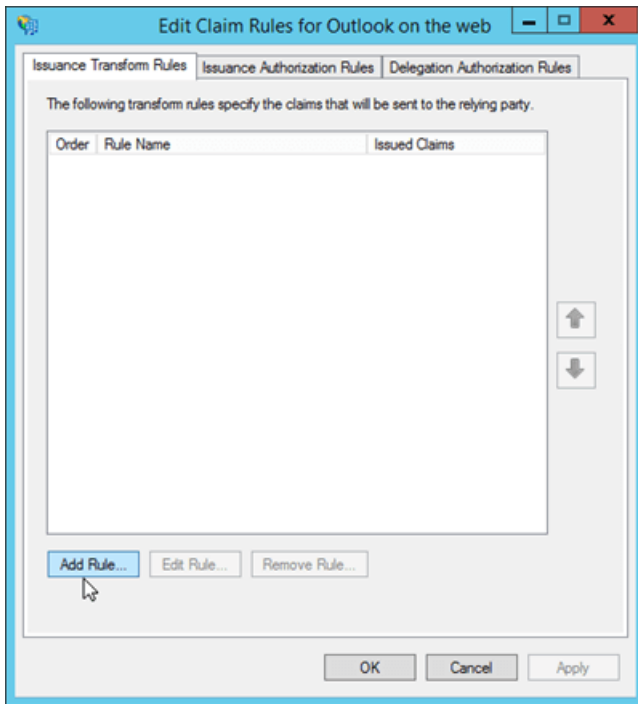 Edit Claim Rules for Outlook on the web
Issuance Transform Rules Issuance Authorization Rules Delegation Authorization Rules
The following transform rules specify the claims that will be sent to the relying party.
Order Rule Name Issued Claims
Add Rule... Edit Rule... Remove Rule...
OK Cancel Apply